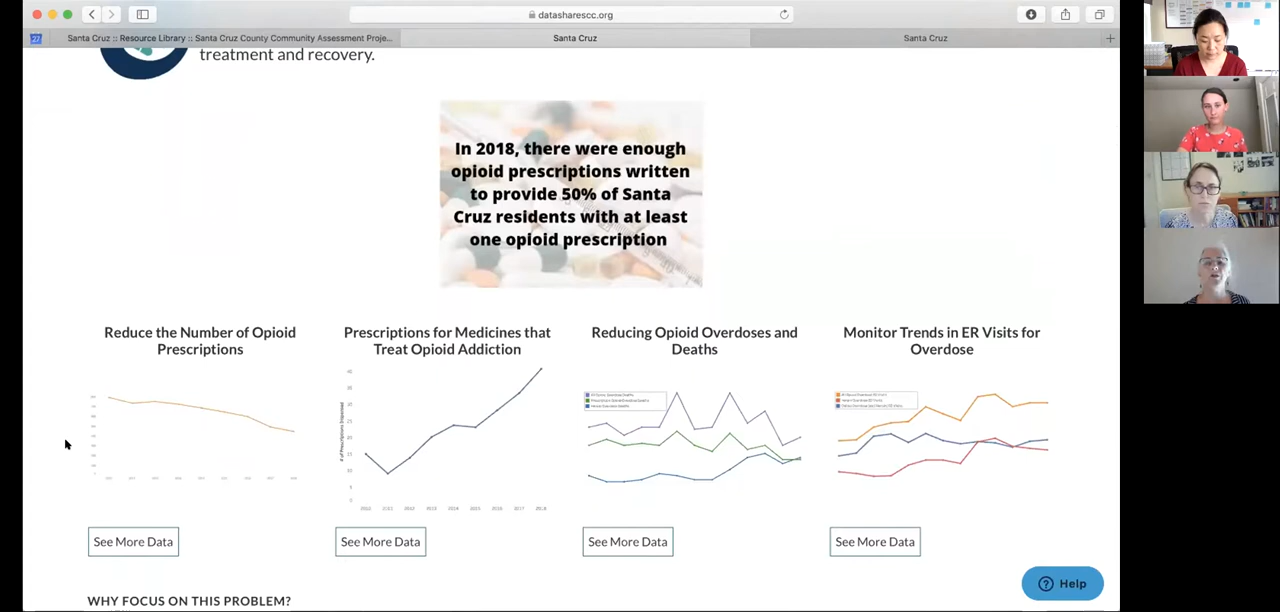 datasharescc.org
27
Santa Cruz :: Resource Library :: Santa Cruz County Community Assessment Proje...
Santa Cruz
Santa Cruz
treatment and recovery.
In 2018, there were enough
opioid prescriptions written
to provide 50% of Santa
Cruz residents with at least
one opioid prescription
Reduce the Number of Opioid
Prescriptions
Prescriptions for Medicines that
Treat Opioid Addiction
Reducing Opioid Overdoses and
Deaths
Monitor Trends in ER Visits for
Overdose
See More Data
See More Data
See More Data
See More Data
Help
WHY FOCUS ON THIS PROBLEM?